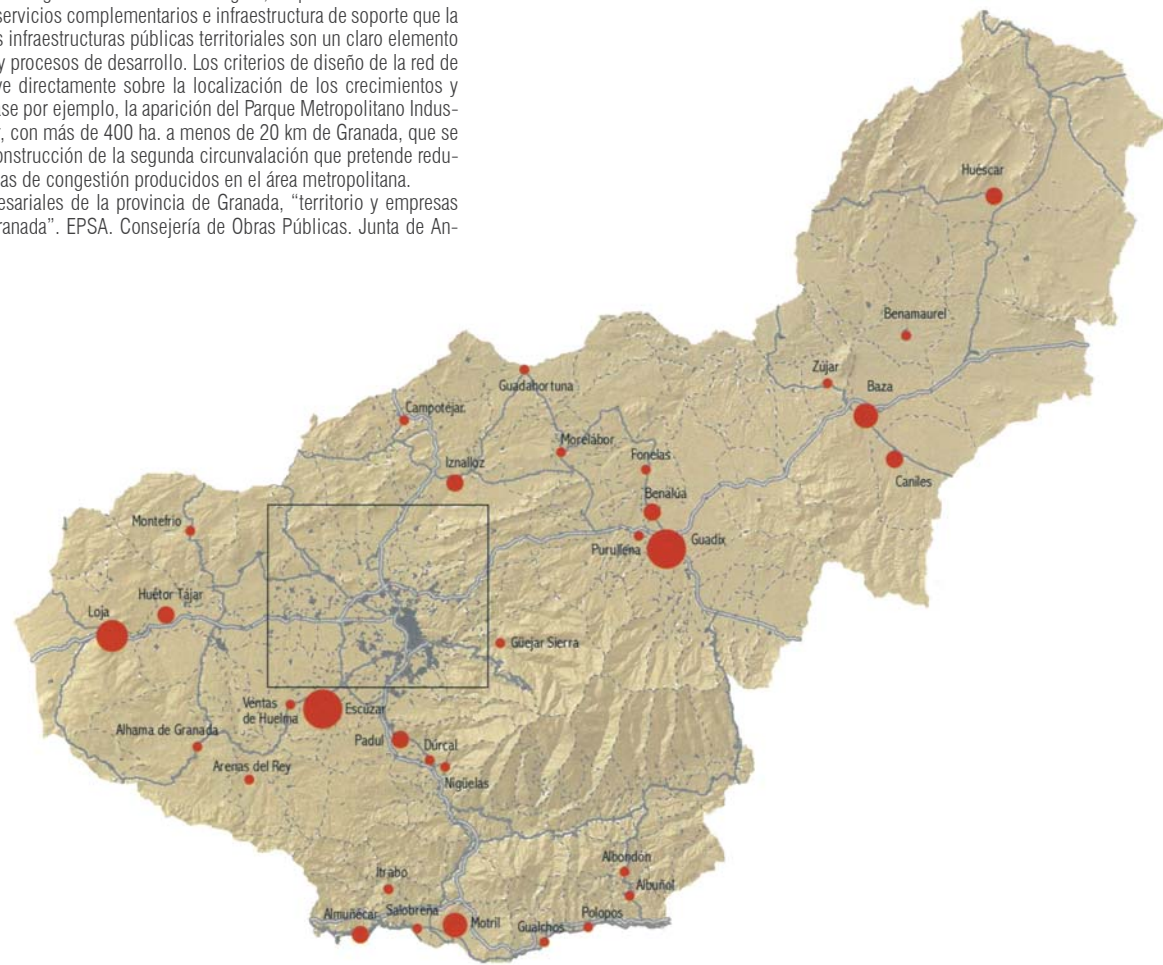 servicios complementarios e infraestructura de soporte que la
s infraestructuras públicas territoriales son un claro elemento
y procesos de desarrollo. Los criterios de diseño de la red de
ve directamente sobre la localización de los crecimientos y
ase por ejemplo, la aparición del Parque Metropolitano Indus-
r, con más de 400 ha. a menos de 20 km de Granada, que se
onstrucción de la segunda circunvalación que pretende redu-
as de congestión producidos en el área metropolitana.
esariales de la provincia de Granada, “territorio y empresas
ranada”. EPSA. Consejería de Obras Públicas. Junta de An-
Huéscar
Benamaurel
Zújar
Baza
Guadahortuna
Campotéjar
Morelábor
Fonelas
Iznalloz
Caniles
Benalúa
Montefrío
Purullena
Guadix
Huétor Tájar
Loja
Güejar Sierra
Ventas
de Huelma
Escúzar
Alhama de Granada
Padul
Dúrcal
Arenas del Rey
Nigüelas
Albondón
Itrabo
Albuñol
Almuñécar
Salobreña
Motril
Gualchos
Polopos